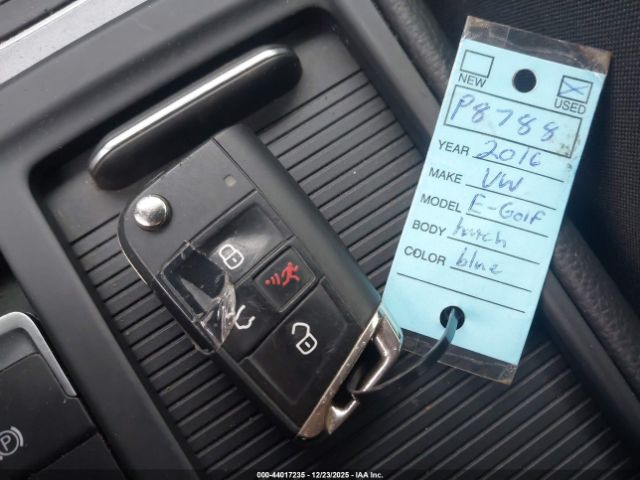 NEW
USED
P8788
YEAR 2016
MAKE VW
MODEL E-Golf
BODY hatch
COLOR blue
P
000-44017235 - 12/23/2025 - IAA Inc.